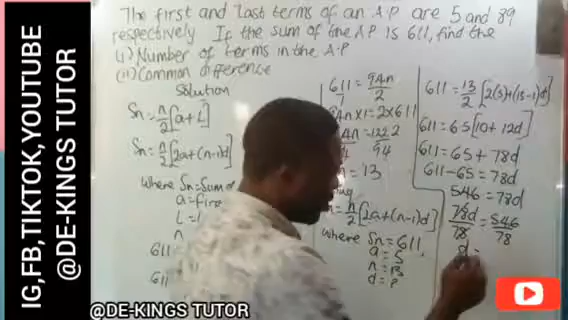 The first and last terms of an A.P are 5 and 89
respectively. If the sum of the A.P is 611, find the
(i) Number of terms in the A.P
(ii) Common difference
Solution
Sn=n/2[a+L]
Sn=n/2[2a+(n-1)d]
Where Sn=Sum of
a=first
L=
n
611
611
611/1=94n/2
94n×1=2×611
1222
94
13
n/2[2a+(n-1)d]
Where Sn=611,
a=5
n=13
d=?
611=13/2[2(5)+(13-1)d]
611=6.5[10+12d]
611=65+78d
611-65=78d
546=78d
78d/78=546/78
d=
IG,FB,TIKTOK,YOUTUBE
@DE-KINGS TUTOR
@DE-KINGS TUTOR